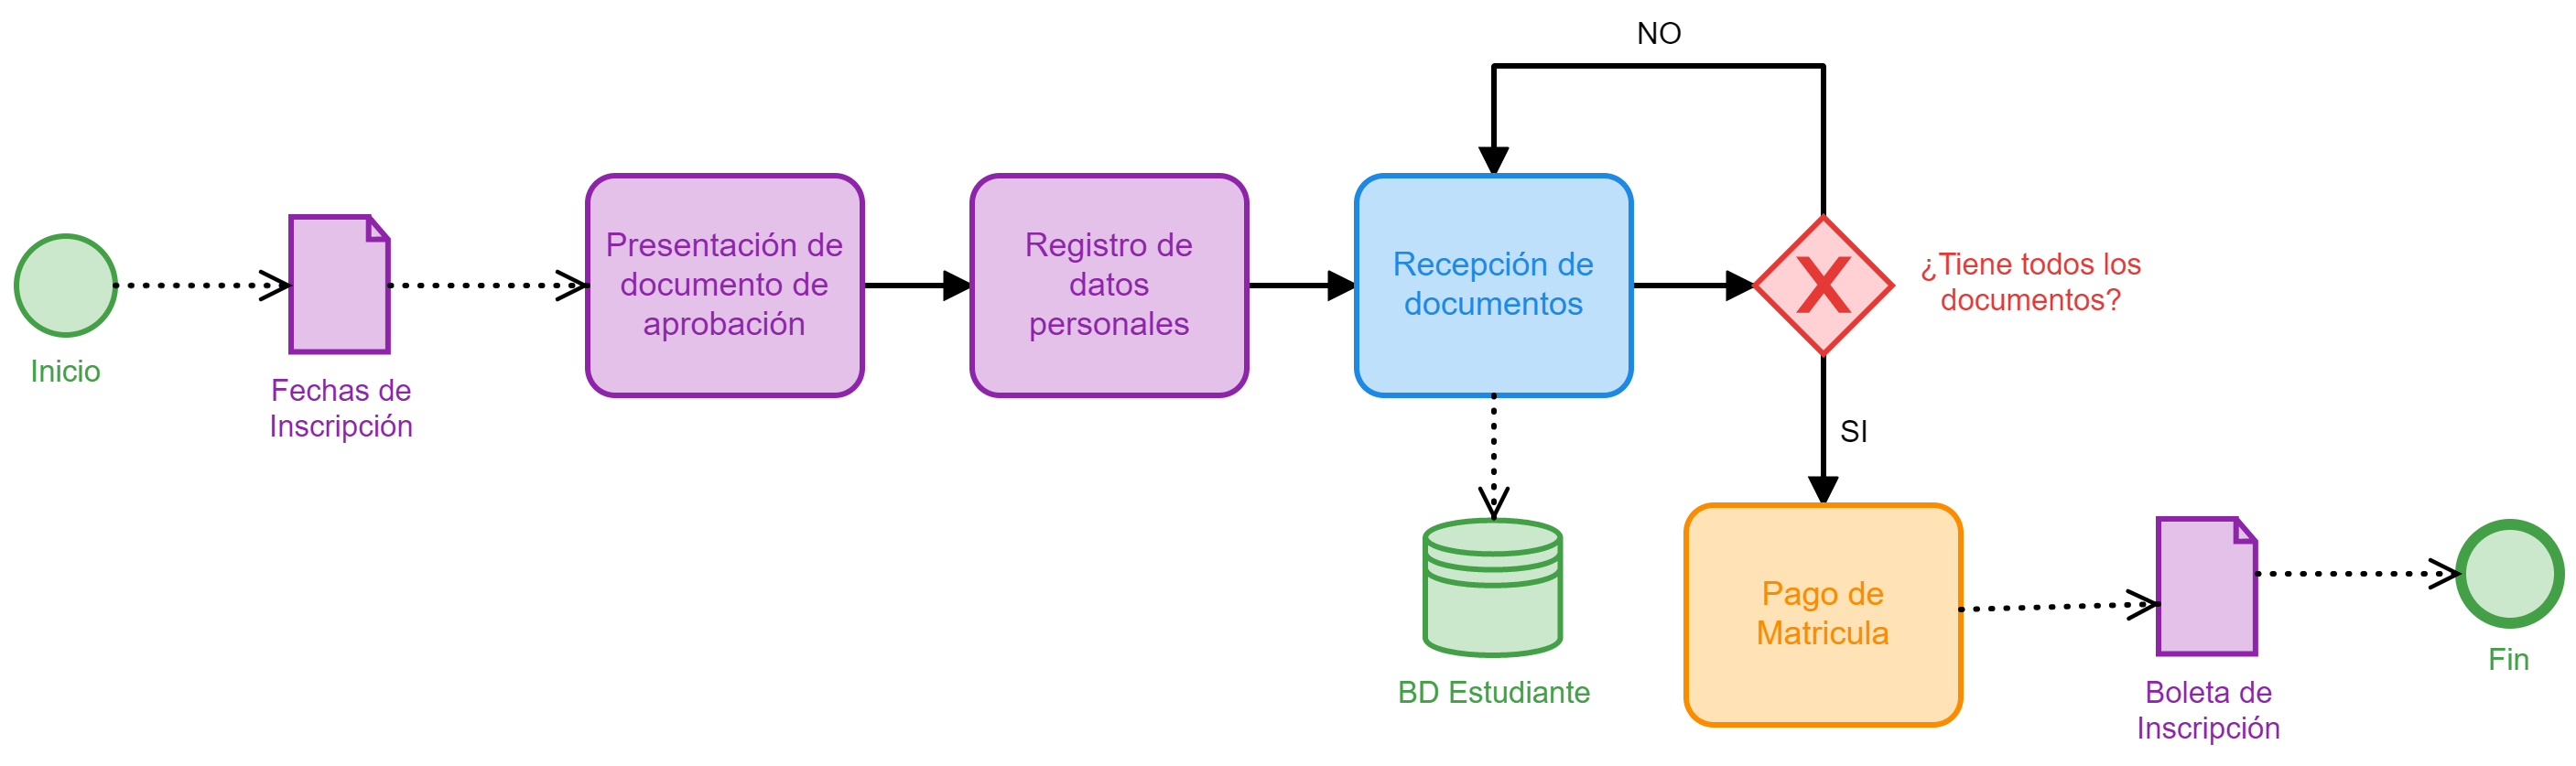 NO
Inicio
Fechas de
Inscripción
Presentación de
documento de
aprobación
Registro de
datos
personales
Recepción de
documentos
X
¿Tiene todos los
documentos?
SI
BD Estudiante
Pago de
Matricula
Boleta de
Inscripción
Fin